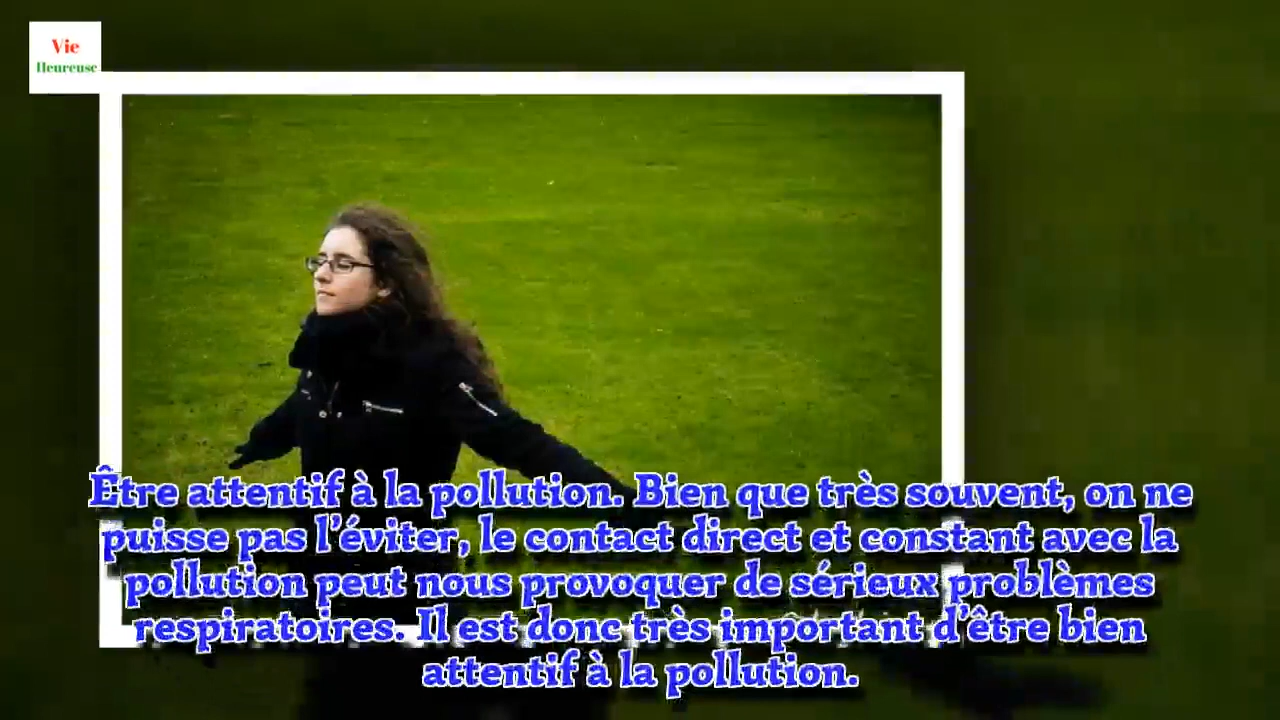 Vie
Heureuse
Être attentif à la pollution. Bien que très souvent, on ne
puisse pas l'éviter, le contact direct et constant avec la
pollution peut nous provoquer de sérieux problèmes
respiratoires. Il est donc très important d'être bien
attentif à la pollution.